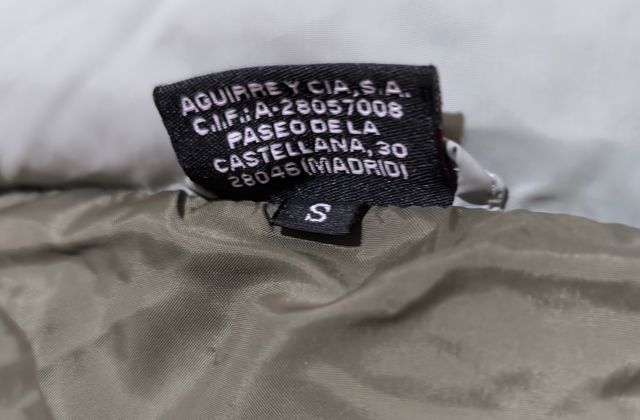 AGUIRRE Y CIA, S.A.
C.I.F.: A-28057008
PASEO DE LA
CASTELLANA, 30
28046 (MADRID)
S